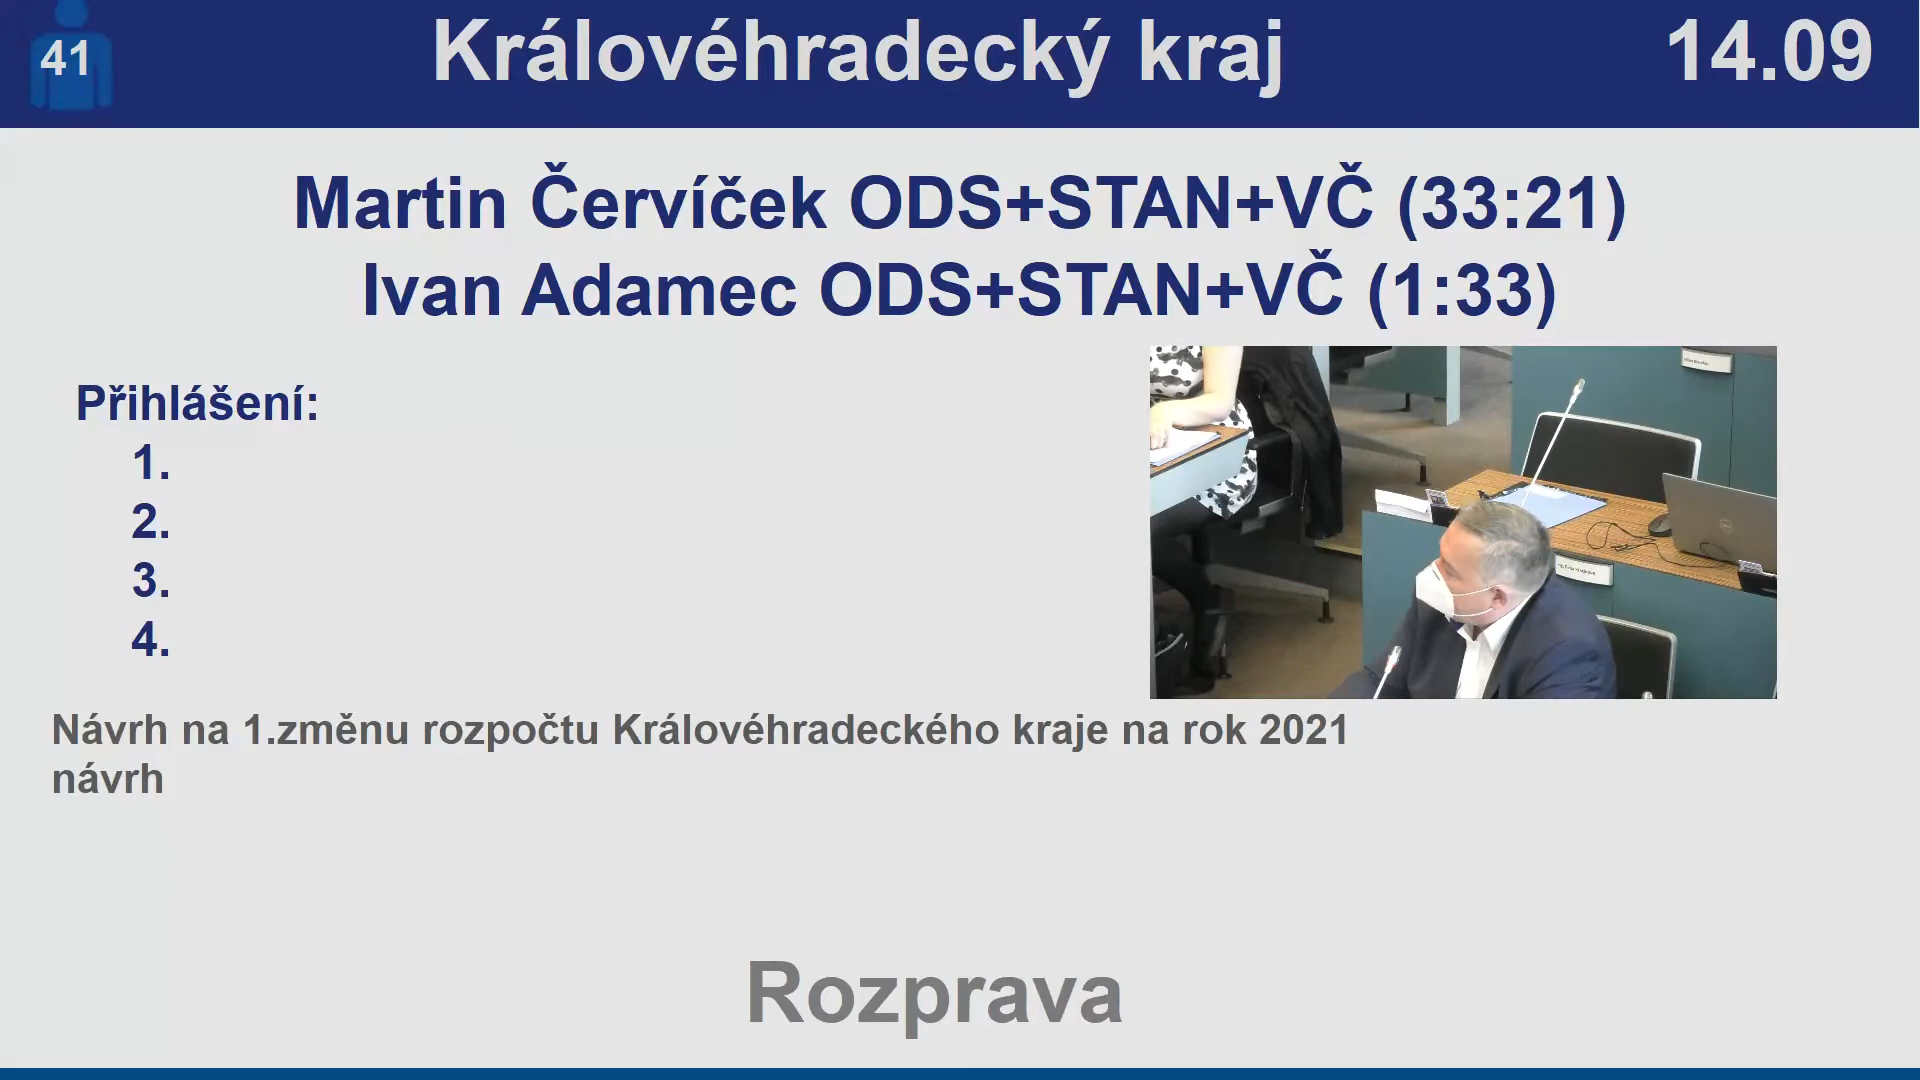 41
Královéhradecký kraj
14.09
Martin Červíček ODS+STAN+VČ (33:21)
Ivan Adamec ODS+STAN+VČ (1:33)
Přihlášení:
1.
2.
3.
4.
Návrh na 1.změnu rozpočtu Královéhradeckého kraje na rok 2021
návrh
Rozprava